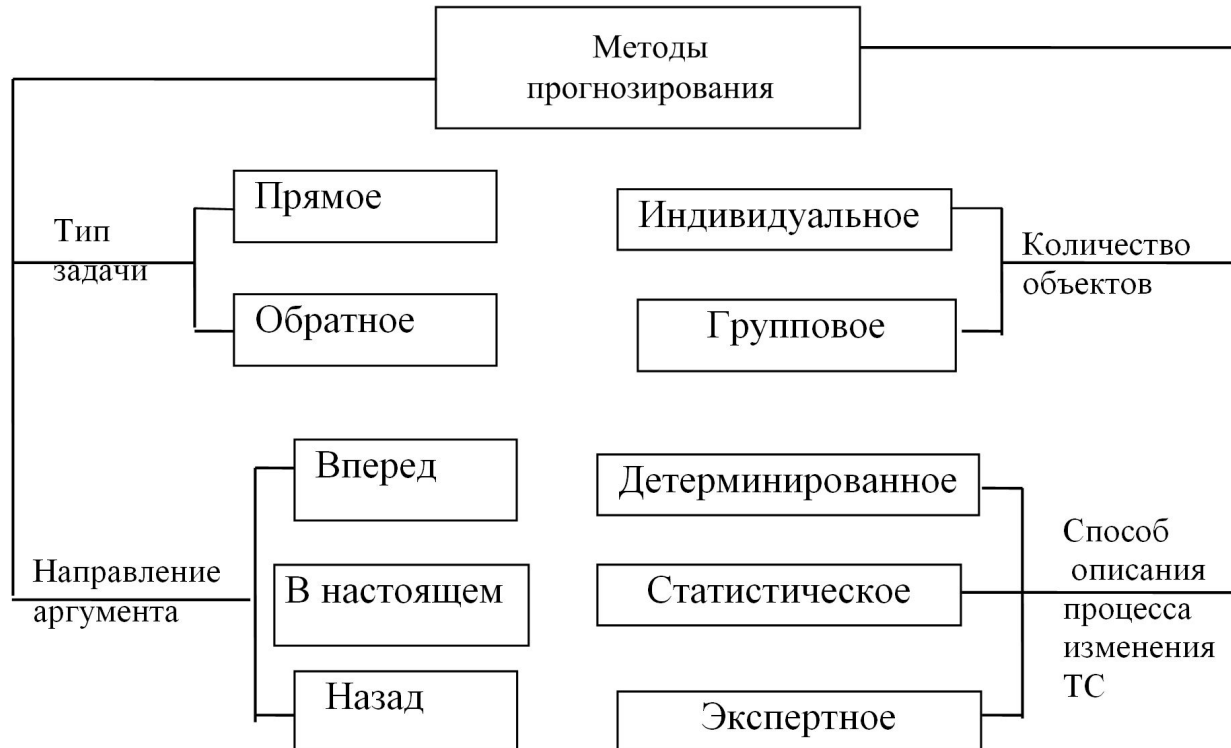 Методы
прогнозирования
Тип
задачи
Прямое
Обратное
Индивидуальное
Групповое
Количество
объектов
Направление
аргумента
Вперед
В настоящем
Назад
Детерминированное
Статистическое
Экспертное
Способ
описания
процесса
изменения
ТС